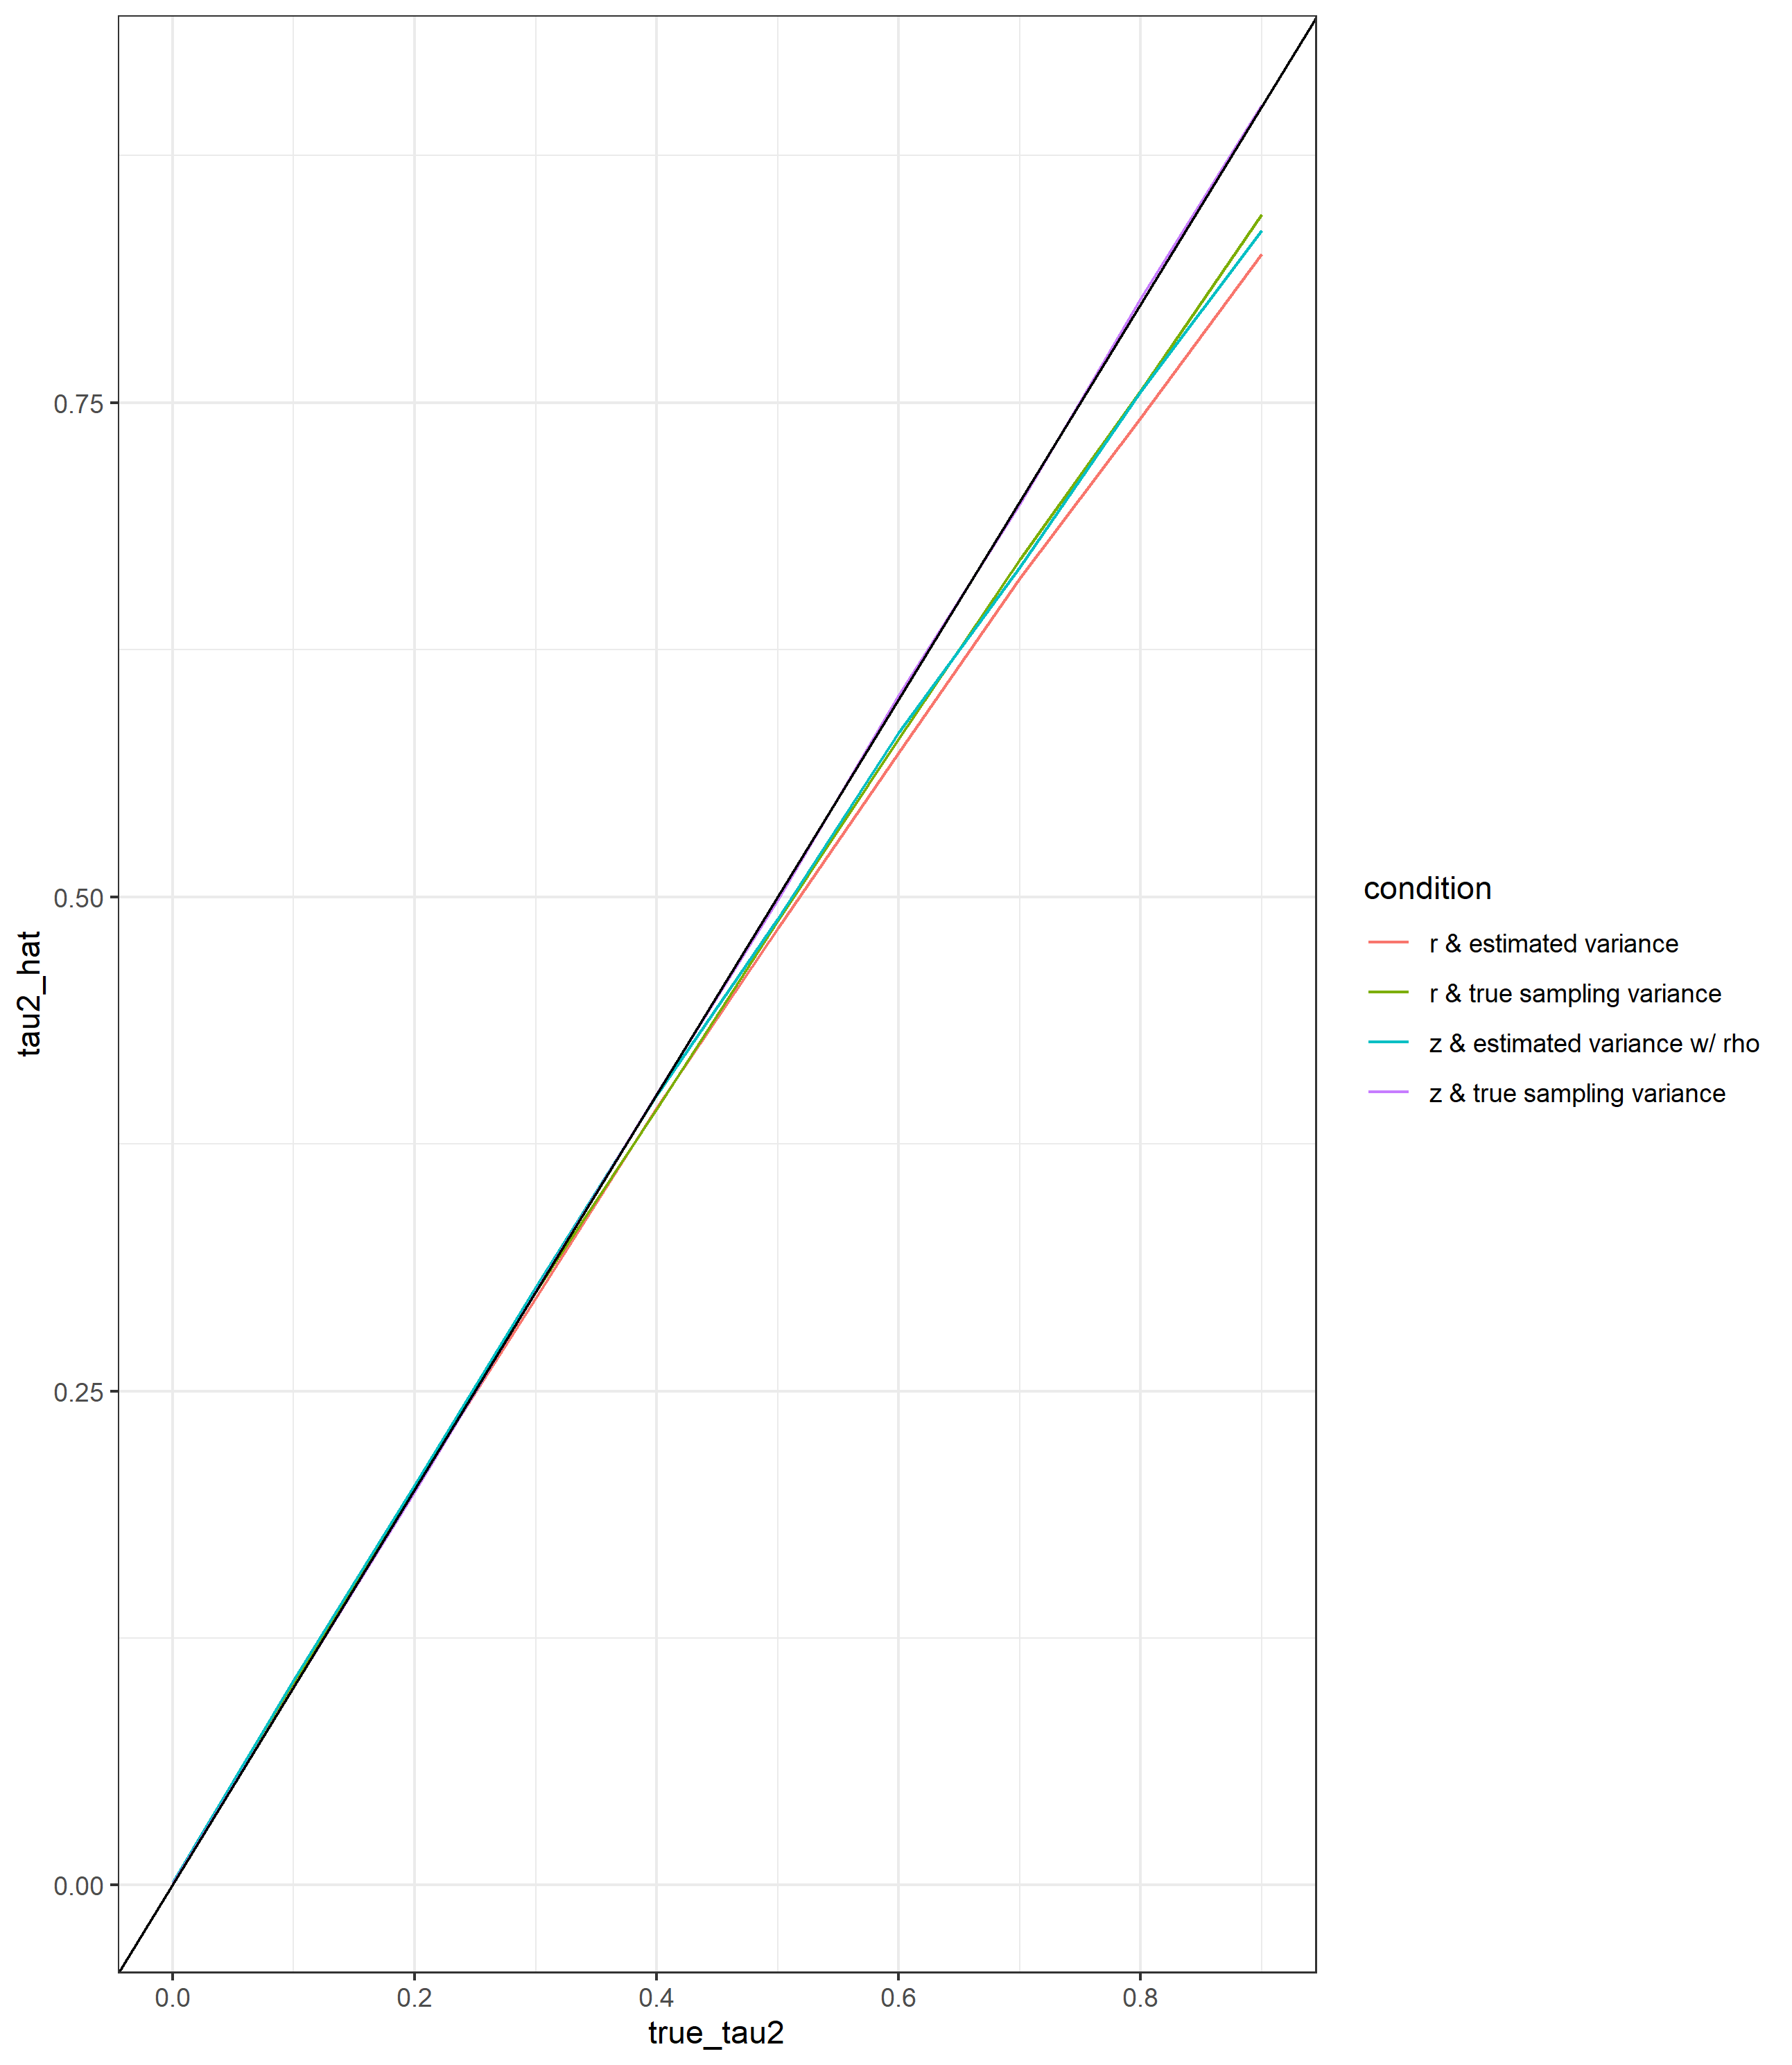 0.75
0.50
0.25
0.00
tau2_hat
0.0 0.2 0.4 0.6 0.8
true_tau2
condition
r & estimated variance
r & true sampling variance
z & estimated variance w/ rho
z & true sampling variance